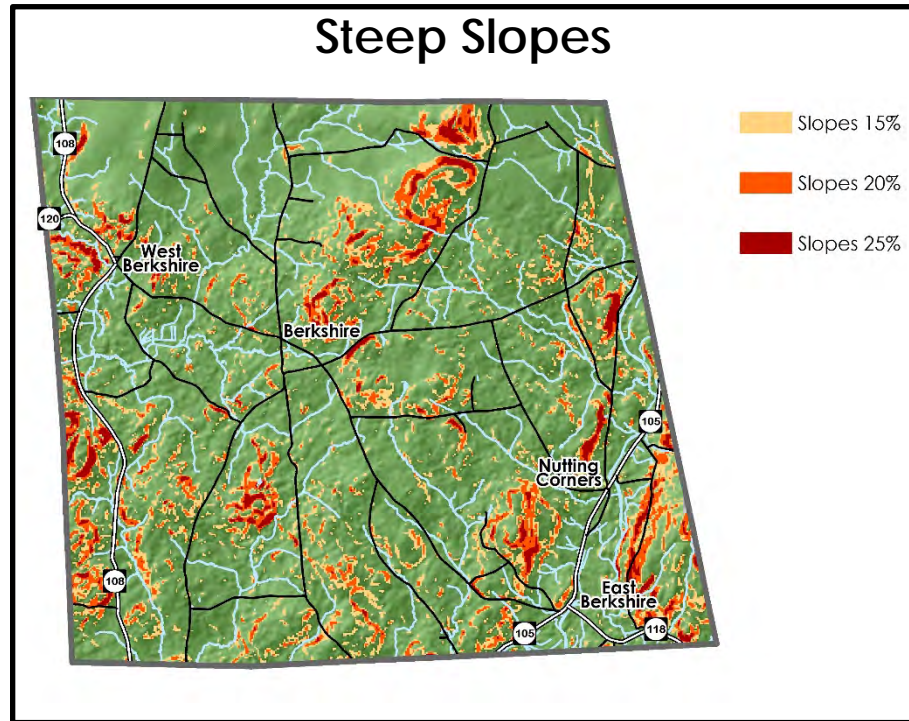 Steep Slopes
Slopes 15%
Slopes 20%
Slopes 25%
108
120
West
Berkshire
Berkshire
105
Nutting
Corners
108
East
Berkshire
105
118